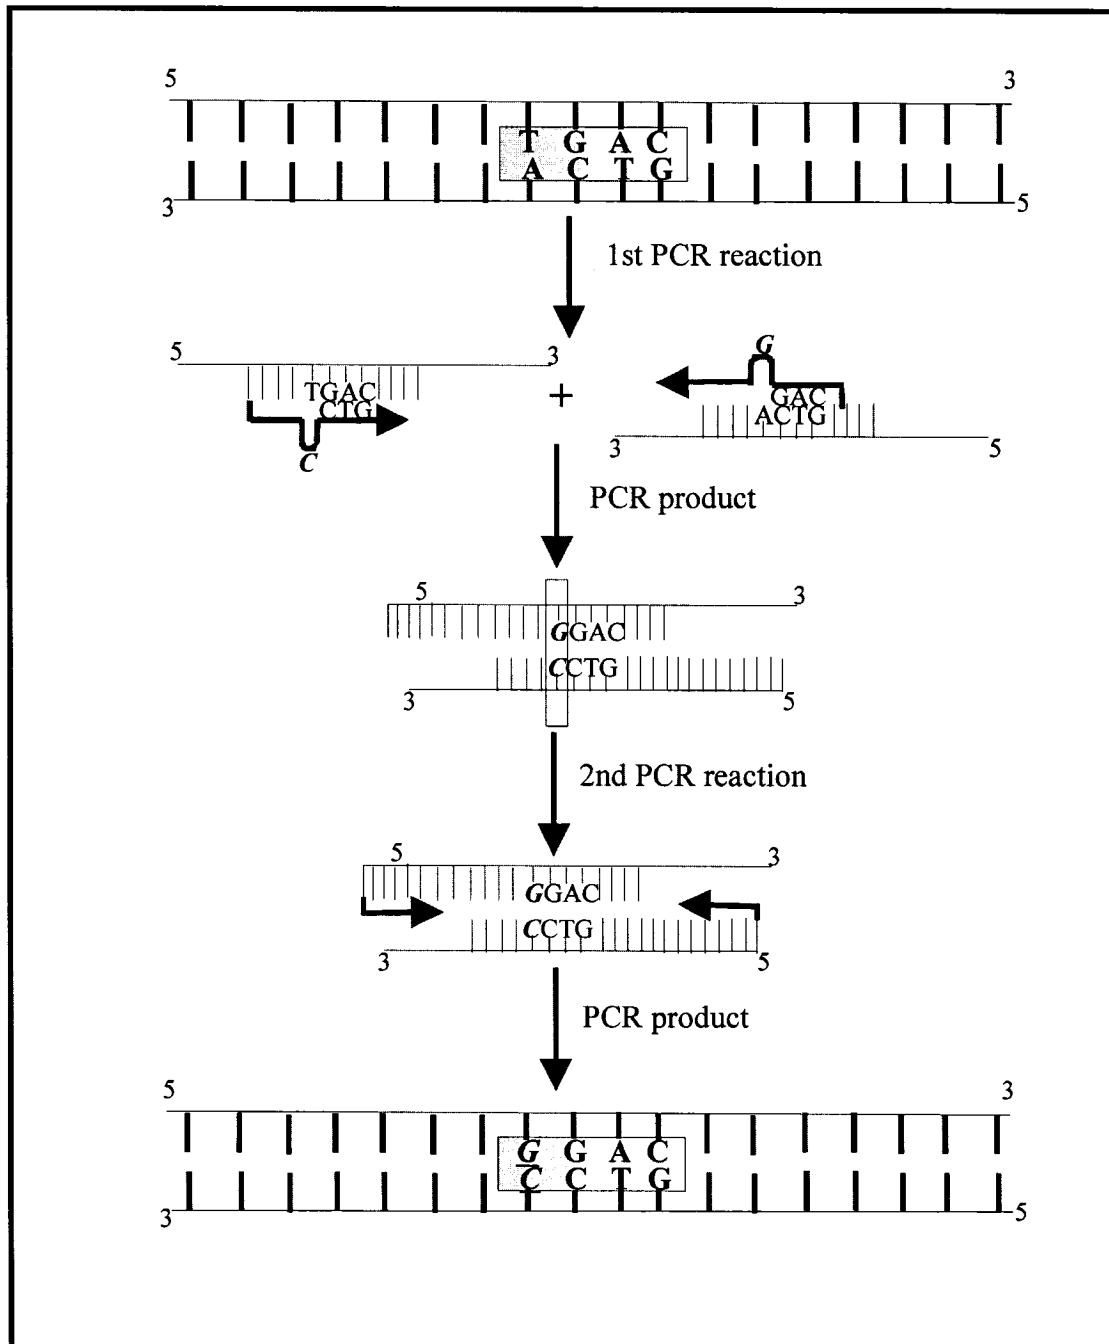 5 3
T G A C
A C T G
3 5
1st PCR reaction
5 3 G
TGAC + GAC
CTG ACTG
C 3 5
PCR product
5 3
GGAC
CCTG
3 5
2nd PCR reaction
5 3
GGAC
CCTG
3 5
PCR product
5 3
G G A C
C C T G
3 5